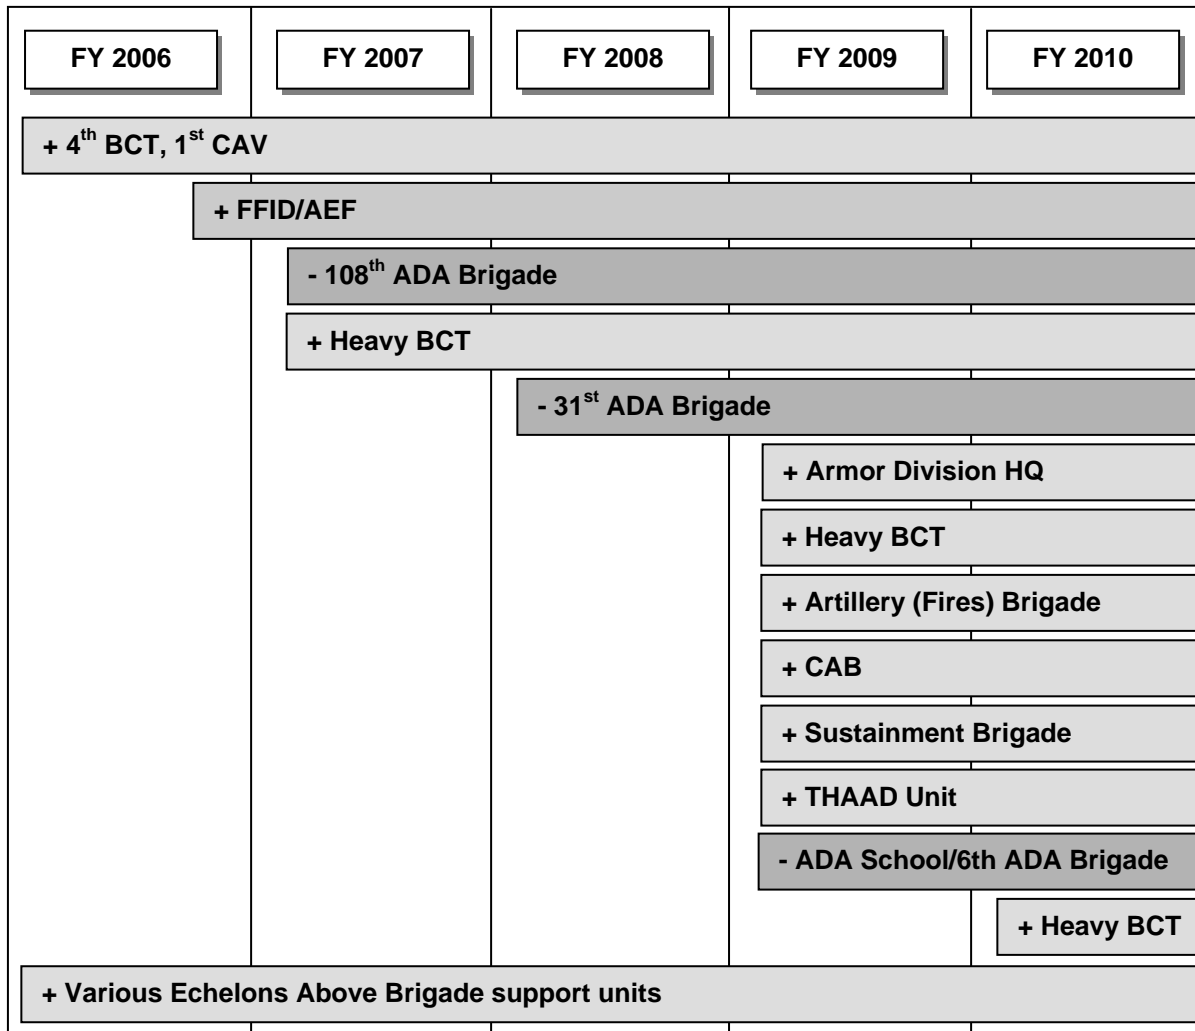 FY 2006 FY 2007 FY 2008 FY 2009 FY 2010
+ 4th BCT, 1st CAV
+ FFID/AEF
- 108th ADA Brigade
+ Heavy BCT
- 31st ADA Brigade
+ Armor Division HQ
+ Heavy BCT
+ Artillery (Fires) Brigade
+ CAB
+ Sustainment Brigade
+ THAAD Unit
- ADA School/6th ADA Brigade
+ Heavy BCT
+ Various Echelons Above Brigade support units